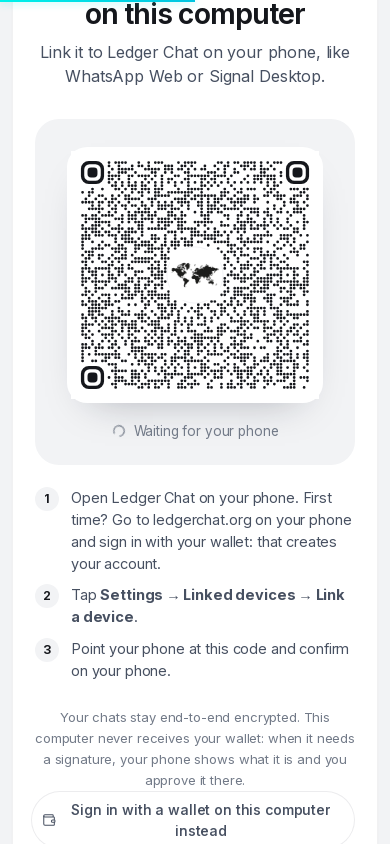 on this computer
Link it to Ledger Chat on your phone, like
WhatsApp Web or Signal Desktop.
Waiting for your phone
1 Open Ledger Chat on your phone. First
time? Go to ledgerchat.org on your phone
and sign in with your wallet: that creates
your account.
2 Tap Settings → Linked devices → Link
a device.
3 Point your phone at this code and confirm
on your phone.
Your chats stay end-to-end encrypted. This
computer never receives your wallet: when it needs
a signature, your phone shows what it is and you
approve it there.
Sign in with a wallet on this computer
instead